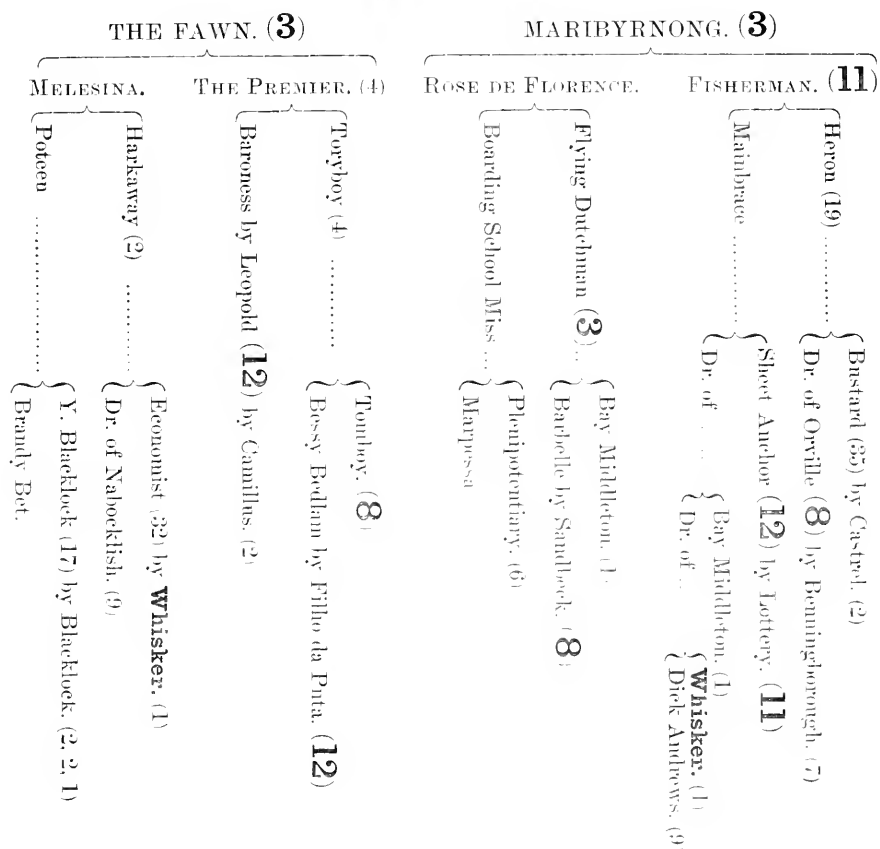 THE FAWN. (3)
MARIBYRNONG. (3)
MELESINA.
THE PREMIER. (4)
ROSE DE FLORENCE.
FISHERMAN. (11)
Poteen ..................
Y. Blacklock (17) by Blacklock. (2, 2, 1)
Brandy Bet.
Harkaway (2) .........
Economist (32) by Whisker. (1)
Dr. of Nabocklish. (9)
Baroness by Leopold (12) by Camillus. (2)
Toryboy (4) ..........
Tomboy. (8)
Bessy Bedlam by Filho da Puta. (12)
Boarding School Miss ...
Plenipotentiary. (6)
Marpessa
Flying Dutchman (3)..
Bay Middleton. (1)
Barbelle by Sandbeck. (8)
Mainbrace ............
Sheet Anchor (12) by Lottery. (11)
Dr. of .. ..
Bay Middleton. (1)
Dr. of ..
Whisker. (1)
Dick Andrews. (9)
Heron (19) ..........
Bustard (35) by Castrel. (2)
Dr. of Orville (8) by Benningborough. (7)